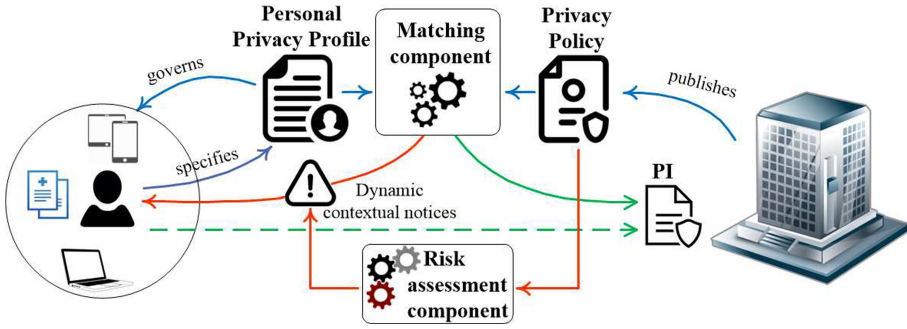 Personal
Privacy Profile
Matching
component
Privacy
Policy
governs
publishes
specifies
PI
Dynamic
contextual notices
Risk
assessment
component